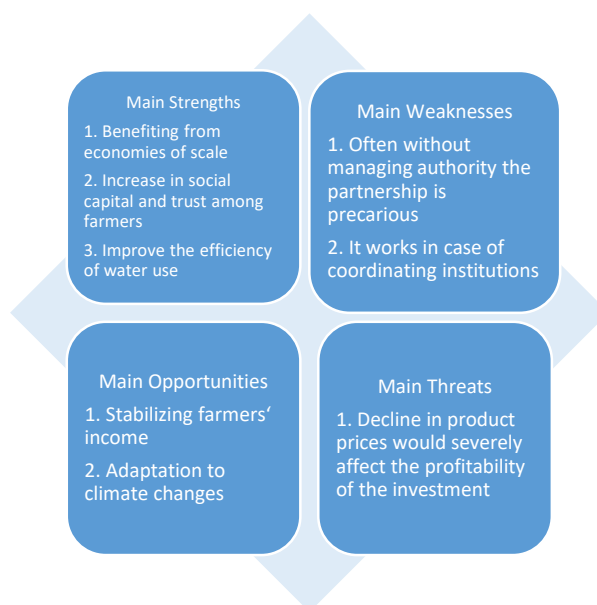 Main Strengths
1. Benefiting from
economies of scale
2. Increase in social
capital and trust among
farmers
3. Improve the efficiency
of water use
Main Weaknesses
1. Often without
managing authority the
partnership is
precarious
2. It works in case of
coordinating institutions
Main Opportunities
1. Stabilizing farmers‘
income
2. Adaptation to
climate changes
Main Threats
1. Decline in product
prices would severely
affect the profitability
of the investment